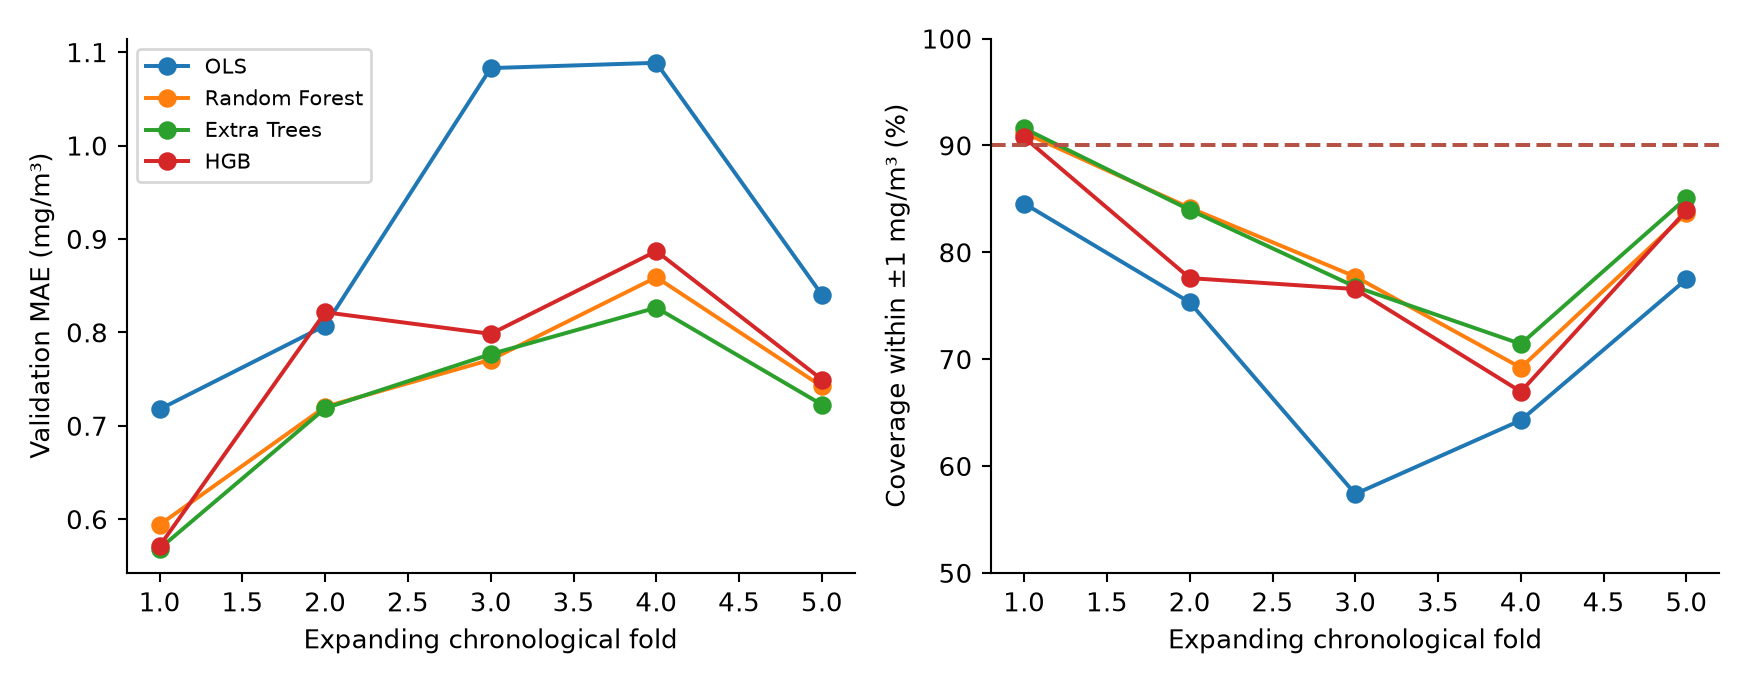 Validation MAE (mg/m³)
1.1
1.0
0.9
0.8
0.7
0.6
OLS
Random Forest
Extra Trees
HGB
1.0 1.5 2.0 2.5 3.0 3.5 4.0 4.5 5.0
Expanding chronological fold
Coverage within ±1 mg/m³ (%)
100
90
80
70
60
50
1.0 1.5 2.0 2.5 3.0 3.5 4.0 4.5 5.0
Expanding chronological fold